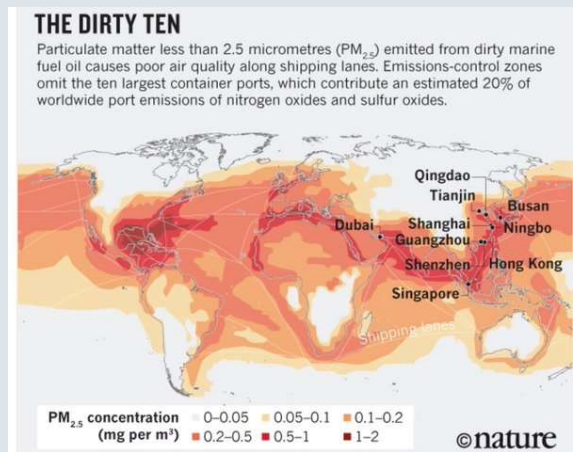 THE DIRTY TEN
Particulate matter less than 2.5 micrometres (PM₂.₅) emitted from dirty marine
fuel oil causes poor air quality along shipping lanes. Emissions-control zones
omit the ten largest container ports, which contribute an estimated 20% of
worldwide port emissions of nitrogen oxides and sulfur oxides.
Qingdao
Tianjin
Busan
Dubai
Shanghai
Ningbo
Guangzhou
Shenzhen
Hong Kong
Singapore
Shipping lanes
PM₂.₅ concentration
(mg per m³)
0–0.05
0.05–0.1
0.1–0.2
0.2–0.5
0.5–1
1–2
©nature